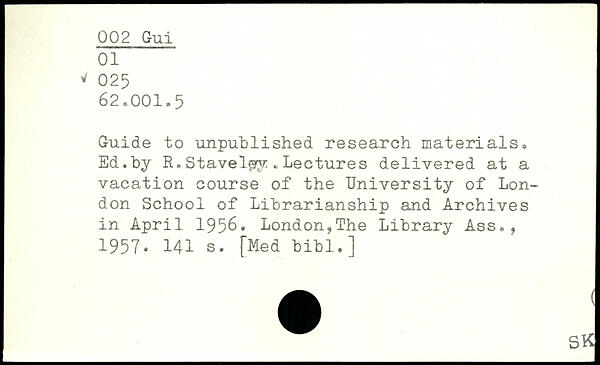 002 Gui
01
✓ 025
62.001.5
Guide to unpublished research materials.
Ed.by R.Staveley.Lectures delivered at a
vacation course of the University of Lon-
don School of Librarianship and Archives
in April 1956. London,The Library Ass.,
1957. 141 s. [Med bibl.]
SK